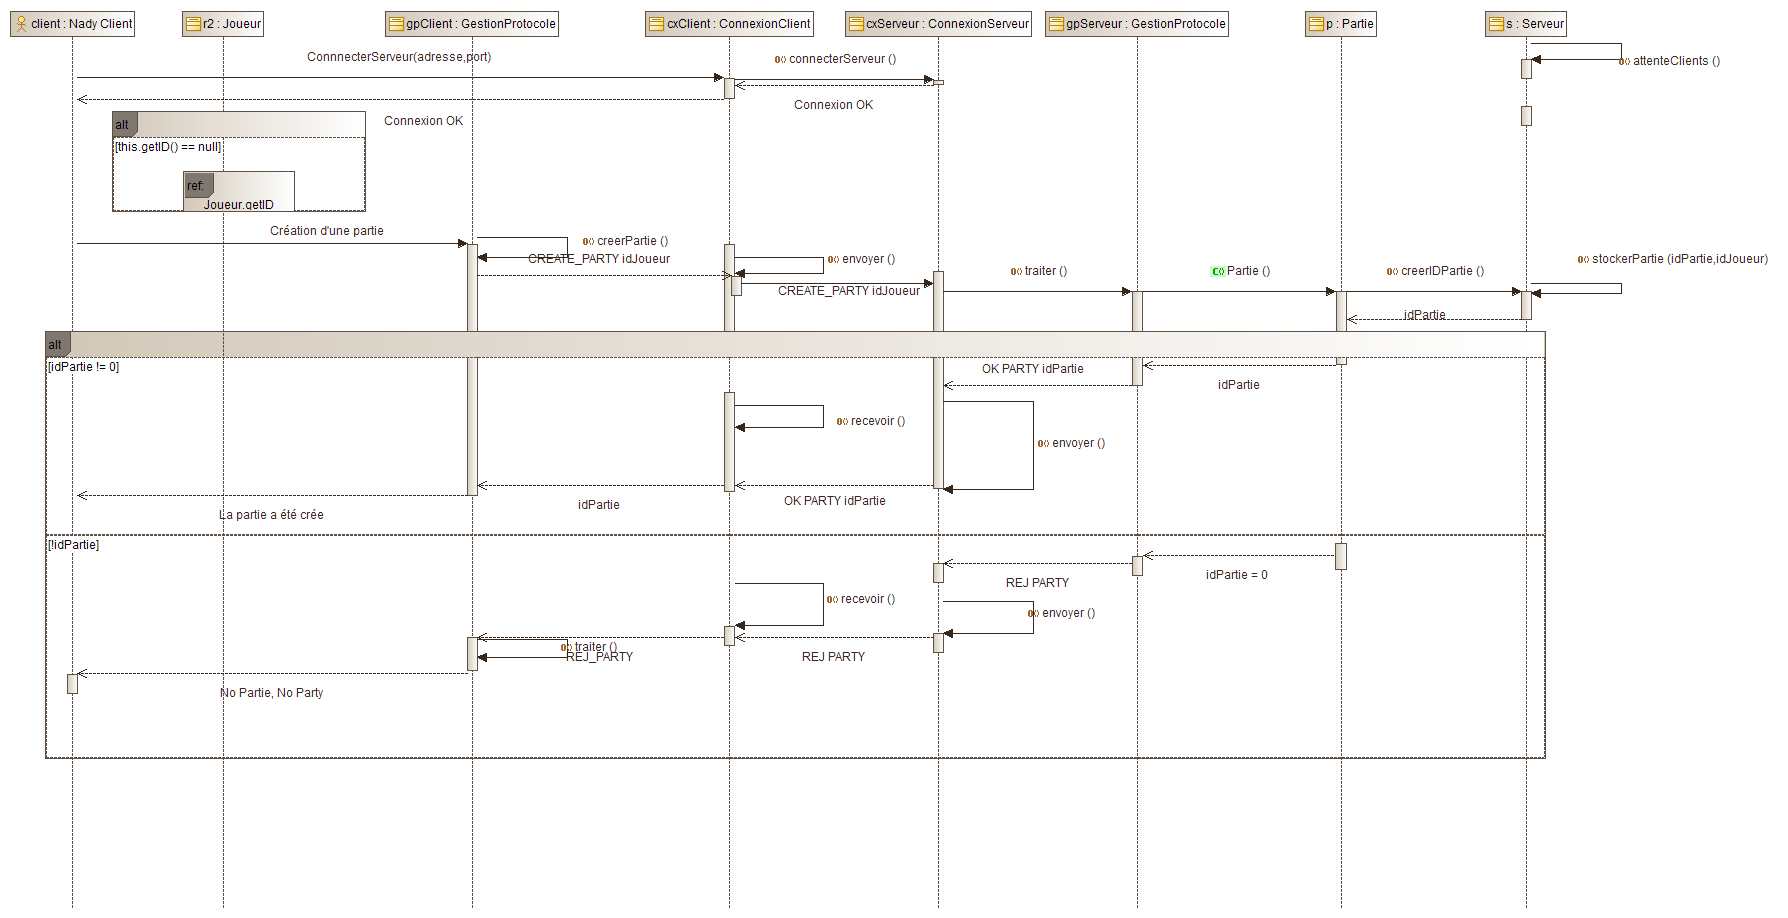 client : Nady Client
r2 : Joueur
gpClient : GestionProtocole
cxClient : ConnexionClient
cxServeur : ConnexionServeur
gpServeur : GestionProtocole
p : Partie
s : Serveur
ConnnecterServeur(adresse,port)
connecterServeur ()
attenteClients ()
Connexion OK
Connexion OK
alt
[this.getID() == null]
ref:
Joueur.getID
Création d'une partie
creerPartie ()
CREATE_PARTY idJoueur
envoyer ()
traiter ()
Partie ()
creerIDPartie ()
stockerPartie (idPartie,idJoueur)
CREATE_PARTY idJoueur
idPartie
alt
[idPartie != 0]
OK PARTY idPartie
idPartie
recevoir ()
envoyer ()
idPartie
OK PARTY idPartie
La partie a été crée
[!idPartie]
idPartie = 0
REJ PARTY
recevoir ()
envoyer ()
traiter ()
REJ_PARTY
REJ PARTY
No Partie, No Party